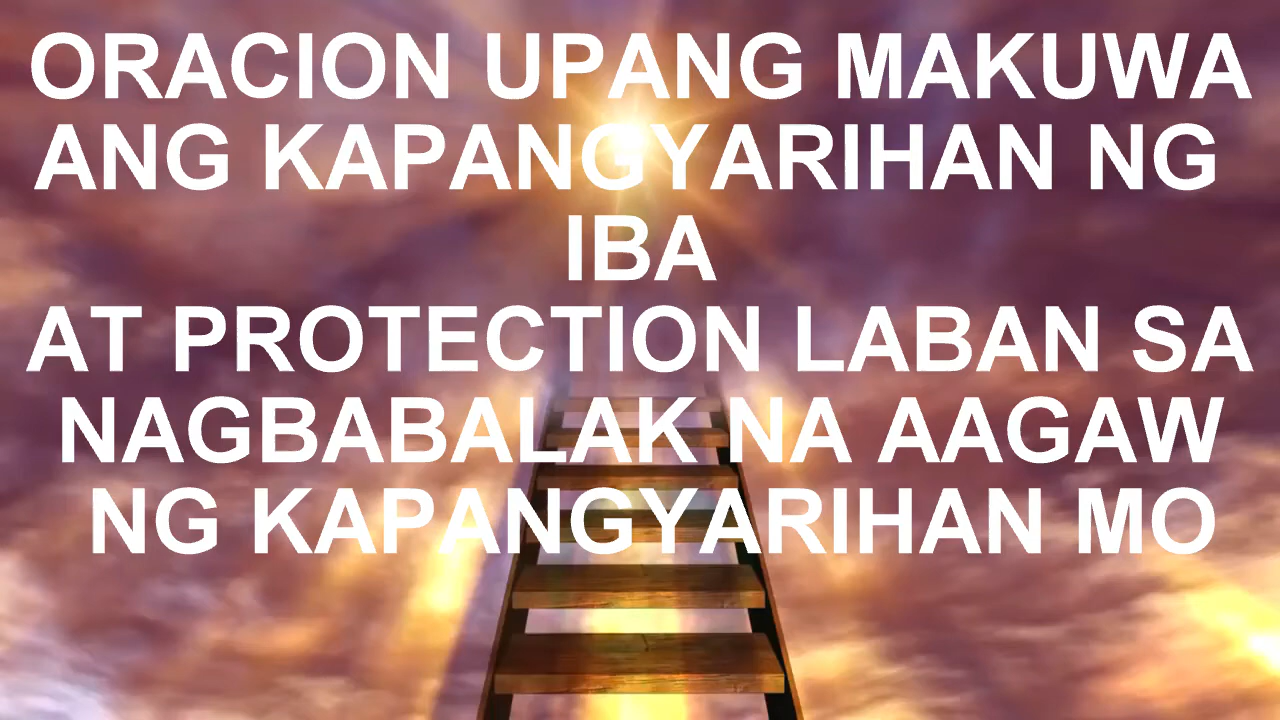 ORACION UPANG MAKUWA
ANG KAPANGYARIHAN NG
IBA
AT PROTECTION LABAN SA
NAGBABALAK NA AAGAW
NG KAPANGYARIHAN MO